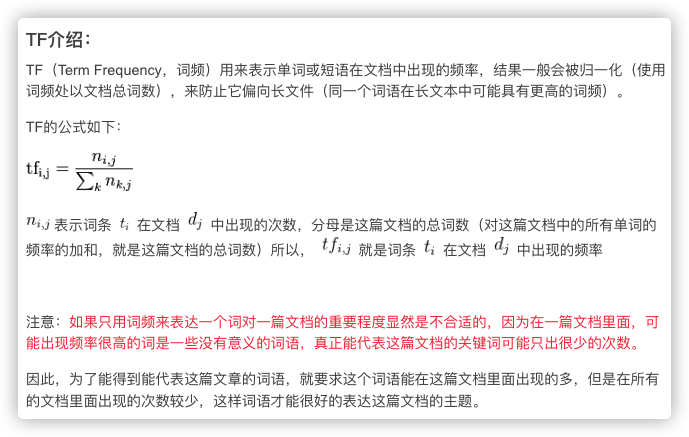 TF介绍：
TF（Term Frequency，词频）用来表示单词或短语在文档中出现的频率，结果一般会被归一化（使用
词频处以文档总词数），来防止它偏向长文件（同一个词语在长文本中可能具有更高的词频）。
TF的公式如下：
tf_{i,j} = \frac{n_{i,j}}{\sum_k n_{k,j}}
n_{i,j} 表示词条 t_i 在文档 d_j 中出现的次数，分母是这篇文档的总词数（对这篇文档中的所有单词的
频率的加和，就是这篇文档的总词数）所以， tf_{i,j} 就是词条 t_i 在文档 d_j 中出现的频率
注意：如果只用词频来表达一个词对一篇文档的重要程度显然是不合适的，因为在一篇文档里面，可
能出现频率很高的词是一些没有意义的词语，真正能代表这篇文档的关键词可能只出很少的次数。
因此，为了能得到能代表这篇文章的词语，就要求这个词语能在这篇文档里面出现的多，但是在所有
的文档里面出现的次数较少，这样词语才能很好的表达这篇文档的主题。